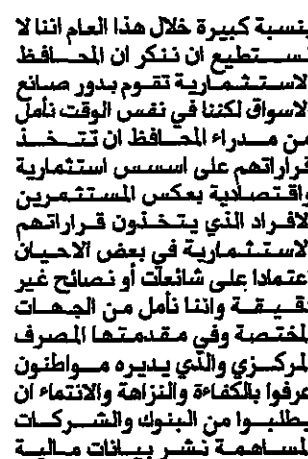 بنسبة كبيرة خلال هذا العام اننا لا
نستطيع ان ننكر ان المحافظ
الاستثمارية تقوم بدور صانع
الاسواق لكننا في نفس الوقت نأمل
من مدراء المحافظ ان تتخذ
قراراتهم على اسسس استثمارية
واقتصادية بعكس المستثمرين
الافراد الذي يتخذون قراراتهم
الاستثمارية في بعض الاحيان
اعتمادا على شائعات أو نصائح غير
دقيقة واننا نأمل من الجهات
المختصة وفي مقدمتها المصرف
المركزي والذي يديره مواطنون
عرفوا بالكفاءة والنزاهة والانتماء ان
يطلبوا من البنوك والشركات
المساهمة نشر بيانات مالية